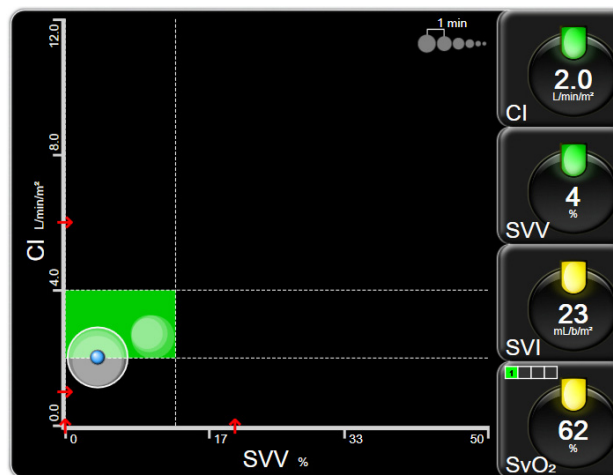 12.0
8.0
4.0
0.0
CI L/min/m²
1 min
0
17
33
50
SVV %
2.0
L/min/m²
CI
4
%
SVV
23
mL/b/m²
SVI
1
62
%
SvO₂